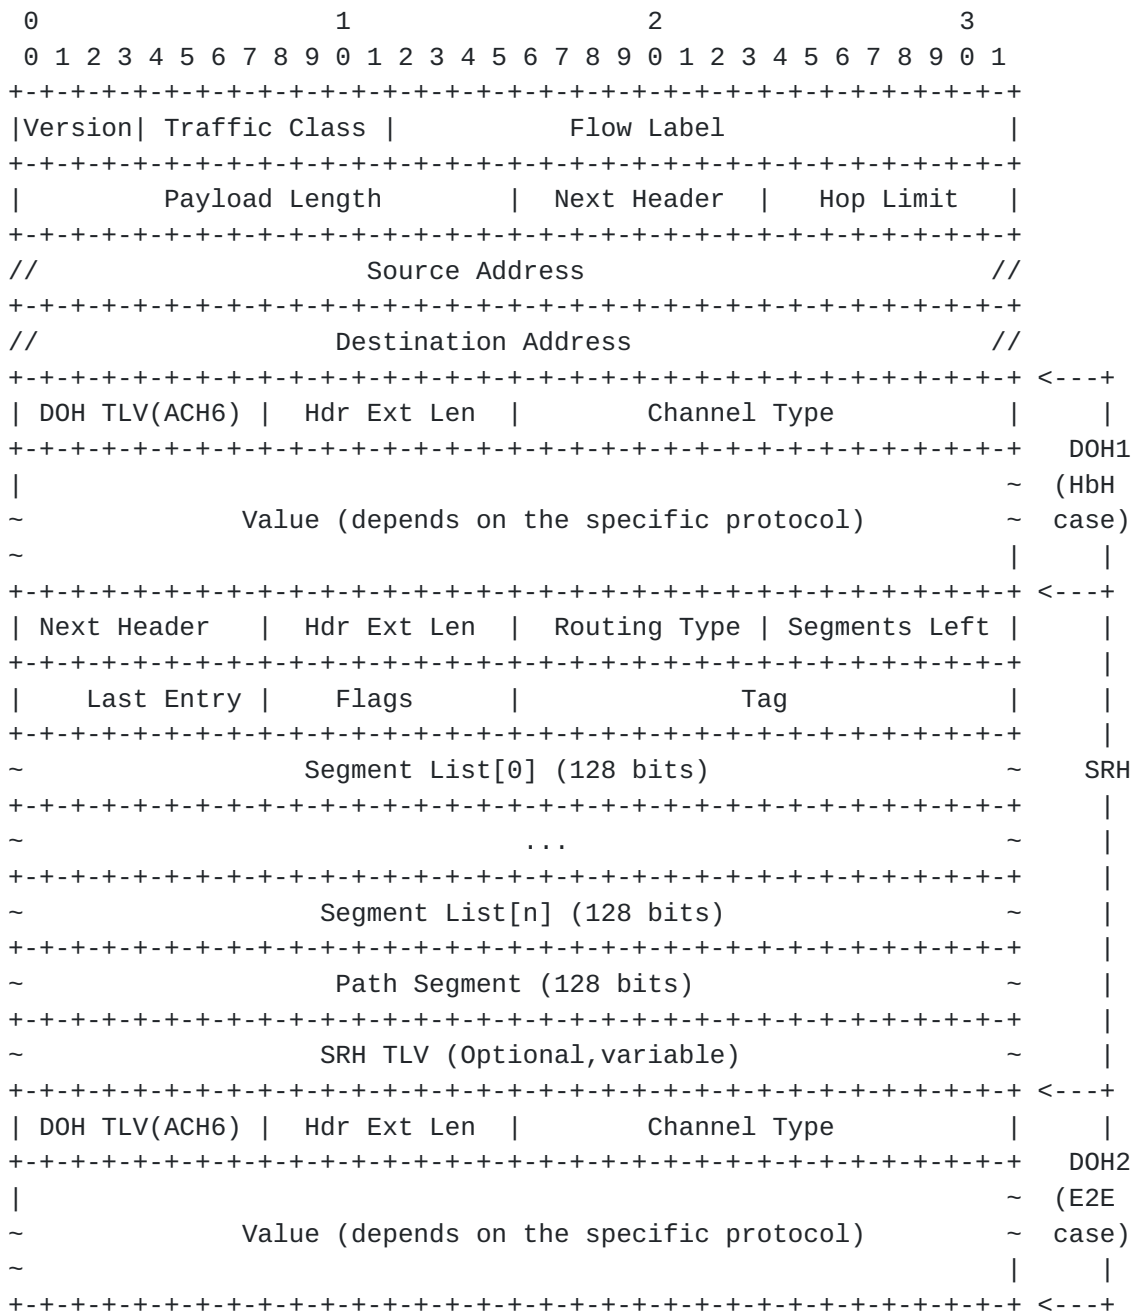 0                   1                   2                   3
 0 1 2 3 4 5 6 7 8 9 0 1 2 3 4 5 6 7 8 9 0 1 2 3 4 5 6 7 8 9 0 1
+-+-+-+-+-+-+-+-+-+-+-+-+-+-+-+-+-+-+-+-+-+-+-+-+-+-+-+-+-+-+-+-+
|Version| Traffic Class |           Flow Label                  |
+-+-+-+-+-+-+-+-+-+-+-+-+-+-+-+-+-+-+-+-+-+-+-+-+-+-+-+-+-+-+-+-+
|         Payload Length        |  Next Header  |   Hop Limit   |
+-+-+-+-+-+-+-+-+-+-+-+-+-+-+-+-+-+-+-+-+-+-+-+-+-+-+-+-+-+-+-+-+
//                     Source Address                          //
+-+-+-+-+-+-+-+-+-+-+-+-+-+-+-+-+-+-+-+-+-+-+-+-+-+-+-+-+-+-+-+-+
//                   Destination Address                       //
+-+-+-+-+-+-+-+-+-+-+-+-+-+-+-+-+-+-+-+-+-+-+-+-+-+-+-+-+-+-+-+-+ <---+
| DOH TLV(ACH6) |  Hdr Ext Len  |        Channel Type           |     |
+-+-+-+-+-+-+-+-+-+-+-+-+-+-+-+-+-+-+-+-+-+-+-+-+-+-+-+-+-+-+-+-+   DOH1
|                                                               ~  (HbH
~              Value (depends on the specific protocol)         ~  case)
~                                                               |     |
+-+-+-+-+-+-+-+-+-+-+-+-+-+-+-+-+-+-+-+-+-+-+-+-+-+-+-+-+-+-+-+-+ <---+
| Next Header   |  Hdr Ext Len  |  Routing Type | Segments Left |     |
+-+-+-+-+-+-+-+-+-+-+-+-+-+-+-+-+-+-+-+-+-+-+-+-+-+-+-+-+-+-+-+-+     |
|    Last Entry |    Flags      |              Tag              |     |
+-+-+-+-+-+-+-+-+-+-+-+-+-+-+-+-+-+-+-+-+-+-+-+-+-+-+-+-+-+-+-+-+     |
~                  Segment List[0] (128 bits)                   ~    SRH
+-+-+-+-+-+-+-+-+-+-+-+-+-+-+-+-+-+-+-+-+-+-+-+-+-+-+-+-+-+-+-+-+     |
~                                ...                            ~     |
+-+-+-+-+-+-+-+-+-+-+-+-+-+-+-+-+-+-+-+-+-+-+-+-+-+-+-+-+-+-+-+-+     |
~                   Segment List[n] (128 bits)                  ~     |
+-+-+-+-+-+-+-+-+-+-+-+-+-+-+-+-+-+-+-+-+-+-+-+-+-+-+-+-+-+-+-+-+     |
~                    Path Segment (128 bits)                    ~     |
+-+-+-+-+-+-+-+-+-+-+-+-+-+-+-+-+-+-+-+-+-+-+-+-+-+-+-+-+-+-+-+-+     |
~                   SRH TLV (Optional,variable)                 ~     |
+-+-+-+-+-+-+-+-+-+-+-+-+-+-+-+-+-+-+-+-+-+-+-+-+-+-+-+-+-+-+-+-+ <---+
| DOH TLV(ACH6) |  Hdr Ext Len  |        Channel Type           |     |
+-+-+-+-+-+-+-+-+-+-+-+-+-+-+-+-+-+-+-+-+-+-+-+-+-+-+-+-+-+-+-+-+   DOH2
|                                                               ~  (E2E
~              Value (depends on the specific protocol)         ~  case)
~                                                               |     |
+-+-+-+-+-+-+-+-+-+-+-+-+-+-+-+-+-+-+-+-+-+-+-+-+-+-+-+-+-+-+-+-+ <---+